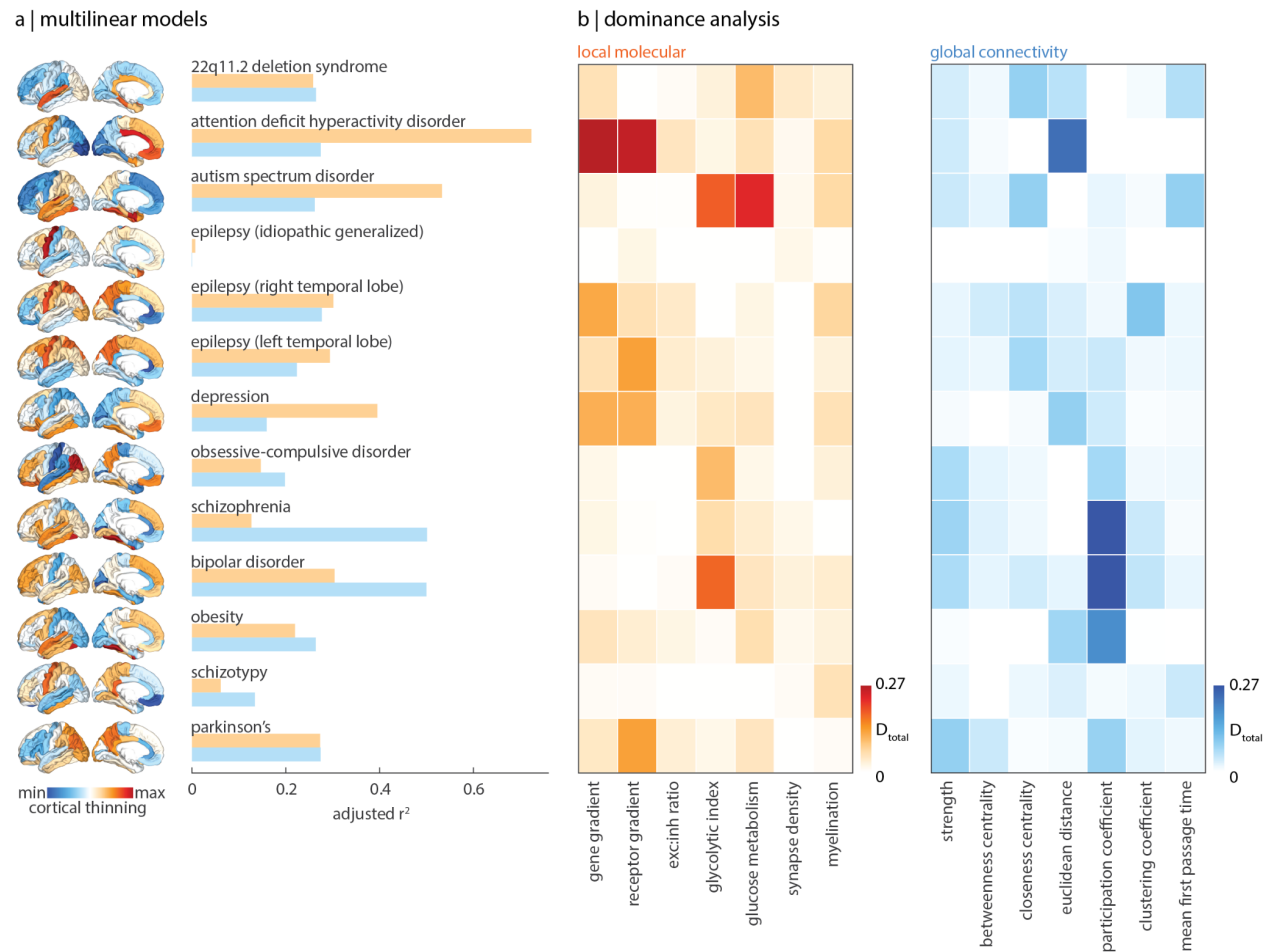 a | multilinear models
22q11.2 deletion syndrome
attention deficit hyperactivity disorder
autism spectrum disorder
epilepsy (idiopathic generalized)
epilepsy (right temporal lobe)
epilepsy (left temporal lobe)
depression
obsessive-compulsive disorder
schizophrenia
bipolar disorder
obesity
schizotypy
parkinson's
min max
cortical thinning
0 0.2 0.4 0.6
adjusted r²
b | dominance analysis
local molecular
0.27
Dtotal
0
gene gradient
receptor gradient
exc:inh ratio
glycolytic index
glucose metabolism
synapse density
myelination
global connectivity
0.27
Dtotal
0
strength
betweenness centrality
closeness centrality
euclidean distance
participation coefficient
clustering coefficient
mean first passage time